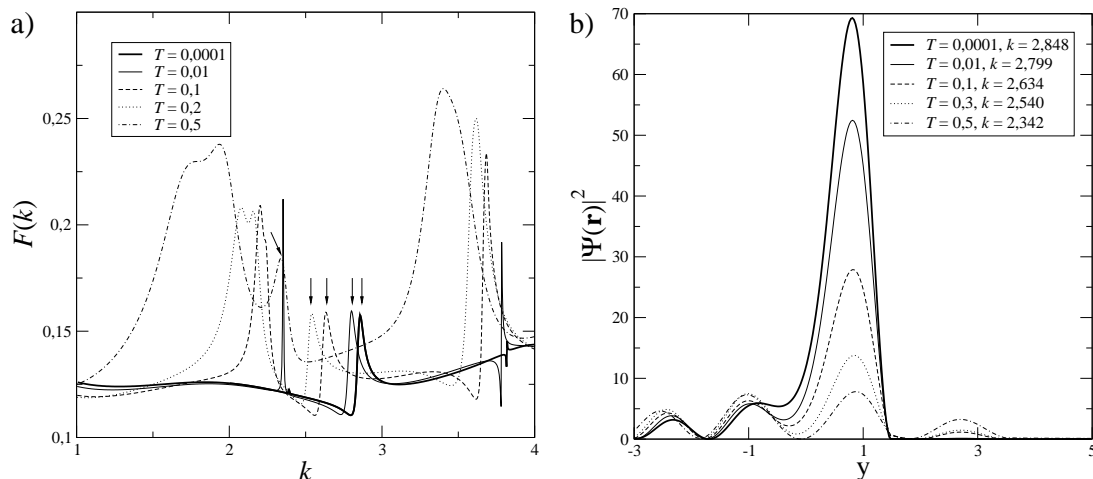 a)
T = 0,0001
T = 0,01
T = 0,1
T = 0,2
T = 0,5
F(k)
0,25
0,2
0,15
0,1
1
2
3
4
k
b)
T = 0,0001, k = 2,848
T = 0,01, k = 2,799
T = 0,1, k = 2,634
T = 0,3, k = 2,540
T = 0,5, k = 2,342
|Ψ(r)|²
70
60
50
40
30
20
10
0
-3
-1
1
3
5
y